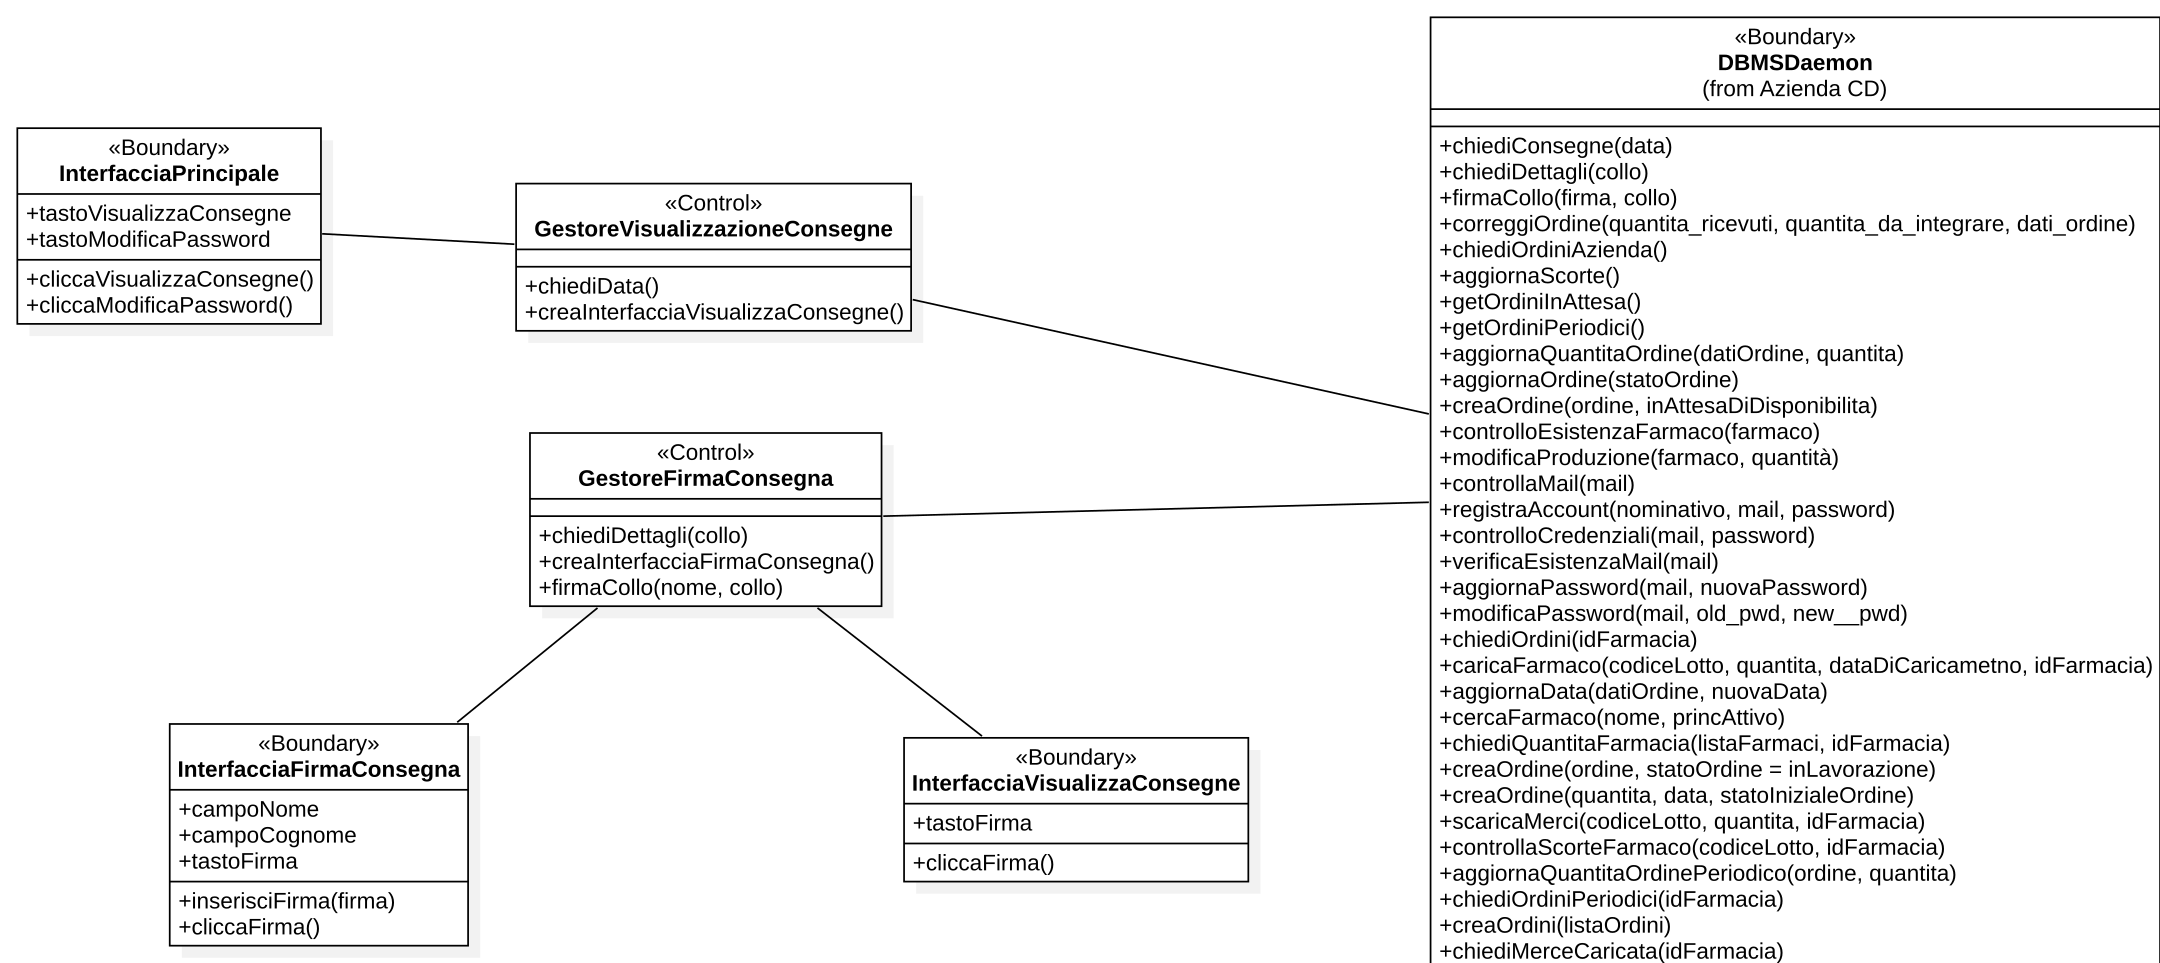 «Boundary»
InterfacciaPrincipale
+tastoVisualizzaConsegne
+tastoModificaPassword
+cliccaVisualizzaConsegne()
+cliccaModificaPassword()
«Control»
GestoreVisualizzazioneConsegne
+chiediData()
+creaInterfacciaVisualizzaConsegne()
«Control»
GestoreFirmaConsegna
+chiediDettagli(collo)
+creaInterfacciaFirmaConsegna()
+firmaCollo(nome, collo)
«Boundary»
InterfacciaFirmaConsegna
+campoNome
+campoCognome
+tastoFirma
+inserisciFirma(firma)
+cliccaFirma()
«Boundary»
InterfacciaVisualizzaConsegne
+tastoFirma
+cliccaFirma()
«Boundary»
DBMSDaemon
(from Azienda CD)
+chiediConsegne(data)
+chiediDettagli(collo)
+firmaCollo(firma, collo)
+correggiOrdine(quantita_ricevuti, quantita_da_integrare, dati_ordine)
+chiediOrdiniAzienda()
+aggiornaScorte()
+getOrdiniInAttesa()
+getOrdiniPeriodici()
+aggiornaQuantitaOrdine(datiOrdine, quantita)
+aggiornaOrdine(statoOrdine)
+creaOrdine(ordine, inAttesaDiDisponibilita)
+controlloEsistenzaFarmaco(farmaco)
+modificaProduzione(farmaco, quantità)
+controllaMail(mail)
+registraAccount(nominativo, mail, password)
+controlloCredenziali(mail, password)
+verificaEsistenzaMail(mail)
+aggiornaPassword(mail, nuovaPassword)
+modificaPassword(mail, old_pwd, new__pwd)
+chiediOrdini(idFarmacia)
+caricaFarmaco(codiceLotto, quantita, dataDiCaricametno, idFarmacia)
+aggiornaData(datiOrdine, nuovaData)
+cercaFarmaco(nome, princAttivo)
+chiediQuantitaFarmacia(listaFarmaci, idFarmacia)
+creaOrdine(ordine, statoOrdine = inLavorazione)
+creaOrdine(quantita, data, statoInizialeOrdine)
+scaricaMerci(codiceLotto, quantita, idFarmacia)
+controllaScorteFarmaco(codiceLotto, idFarmacia)
+aggiornaQuantitaOrdinePeriodico(ordine, quantita)
+chiediOrdiniPeriodici(idFarmacia)
+creaOrdini(listaOrdini)
+chiediMerceCaricata(idFarmacia)